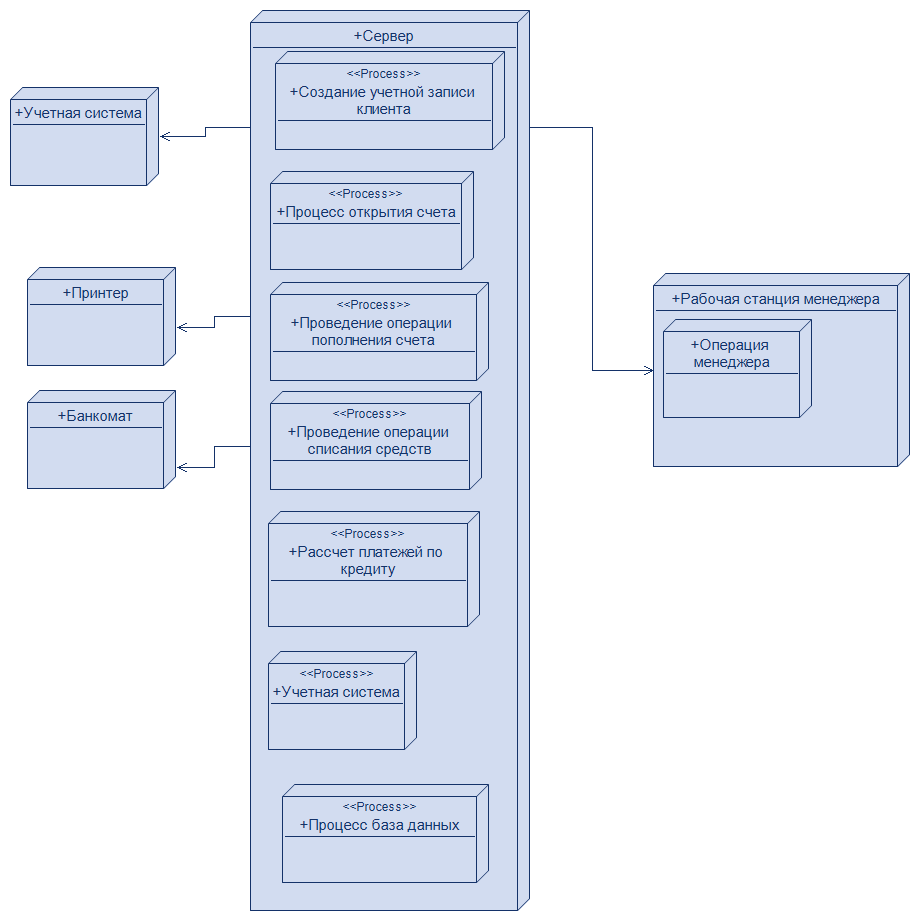 +Сервер
<<Process>>
+Создание учетной записи
клиента
+Учетная система
<<Process>>
+Процесс открытия счета
+Принтер
<<Process>>
+Проведение операции
пополнения счета
+Рабочая станция менеджера
+Операция
менеджера
+Банкомат
<<Process>>
+Проведение операции
списания средств
<<Process>>
+Рассчет платежей по
кредиту
<<Process>>
+Учетная система
<<Process>>
+Процесс база данных